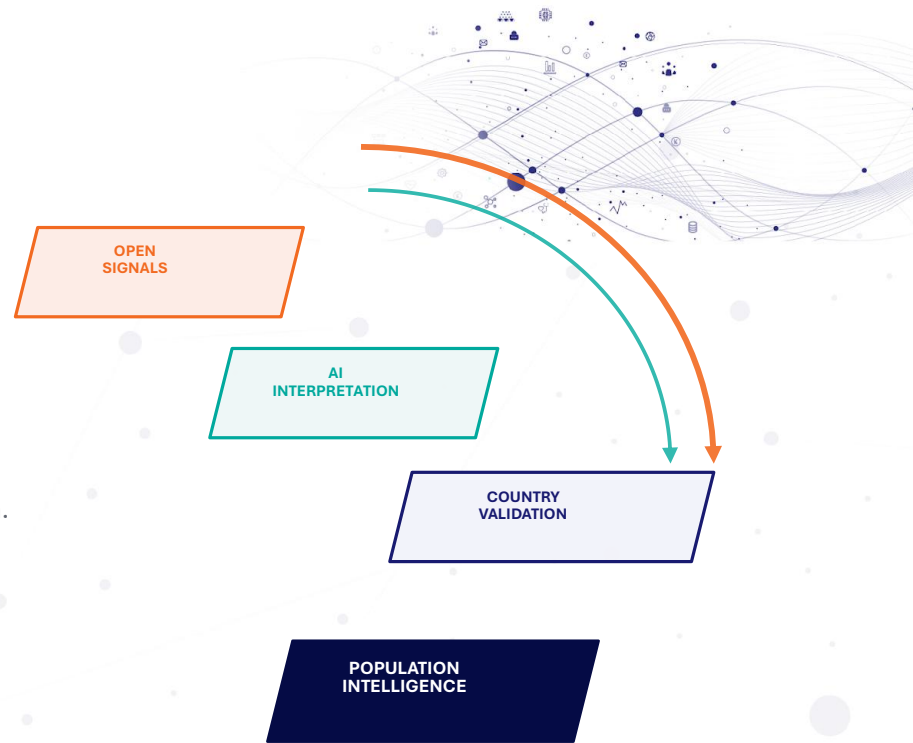 OPEN
SIGNALS
AI
INTERPRETATION
COUNTRY
VALIDATION
POPULATION
INTELLIGENCE